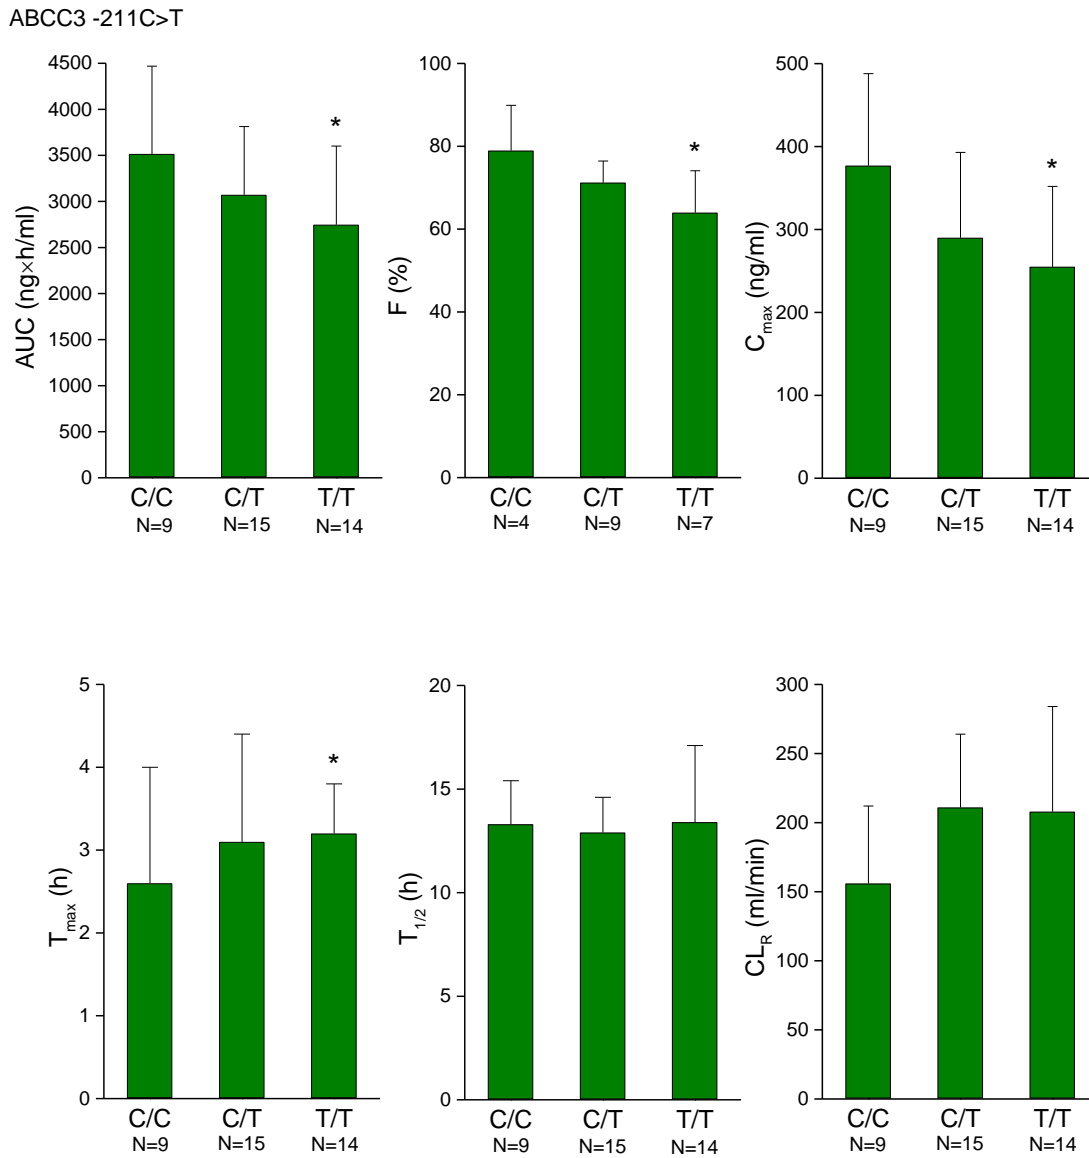 ABCC3 -211C>T
AUC (ng×h/ml)
4500
4000
3500
3000
2500
2000
1500
1000
500
0
*
C/C C/T T/T
N=9 N=15 N=14
F (%)
100
80
60
40
20
0
*
C/C C/T T/T
N=4 N=9 N=7
Cmax (ng/ml)
500
400
300
200
100
0
*
C/C C/T T/T
N=9 N=15 N=14
Tmax (h)
5
4
3
2
1
0
*
C/C C/T T/T
N=9 N=15 N=14
T1/2 (h)
20
15
10
5
0
C/C C/T T/T
N=9 N=15 N=14
CLR (ml/min)
300
250
200
150
100
50
0
C/C C/T T/T
N=9 N=15 N=14